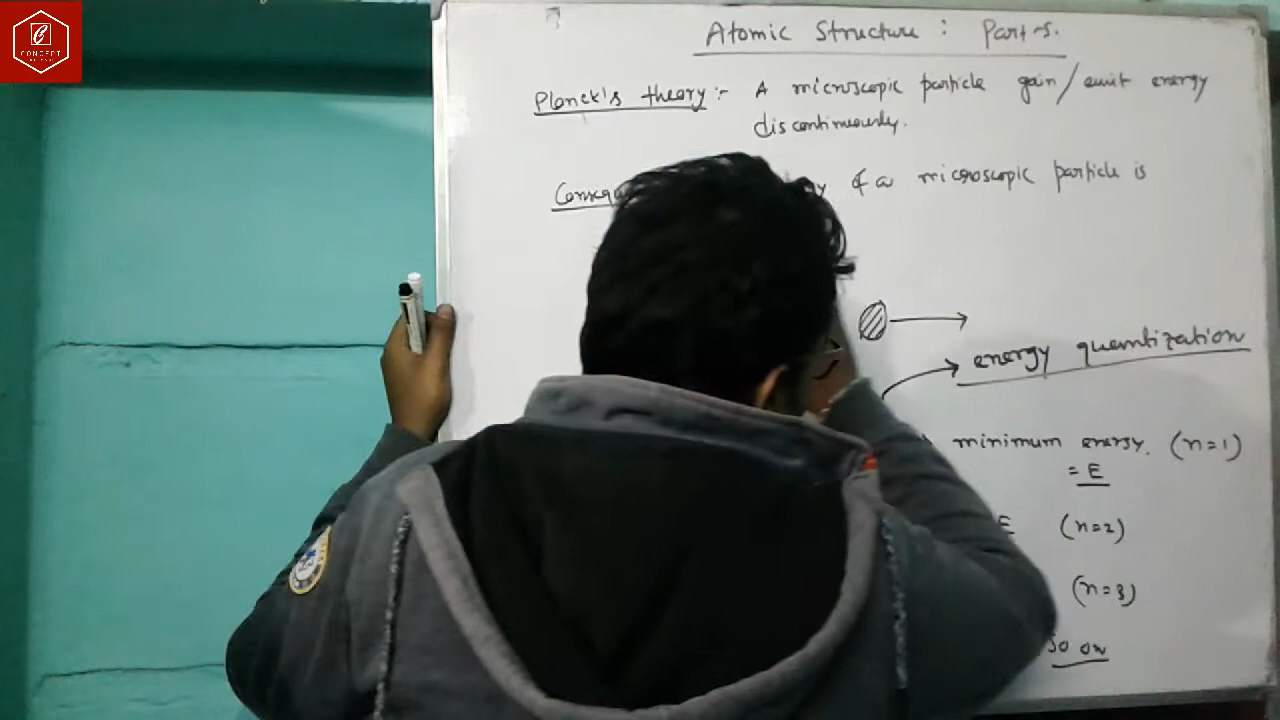 CONCEPT
Atomic Structure : Part-5.
Planck's theory :- A microscopic particle gain/emit energy
discontinuously.
of a microscopic particle is
energy quantization
minimum energy. (n=1)
= E
E (n=2)
(n=3)
so on